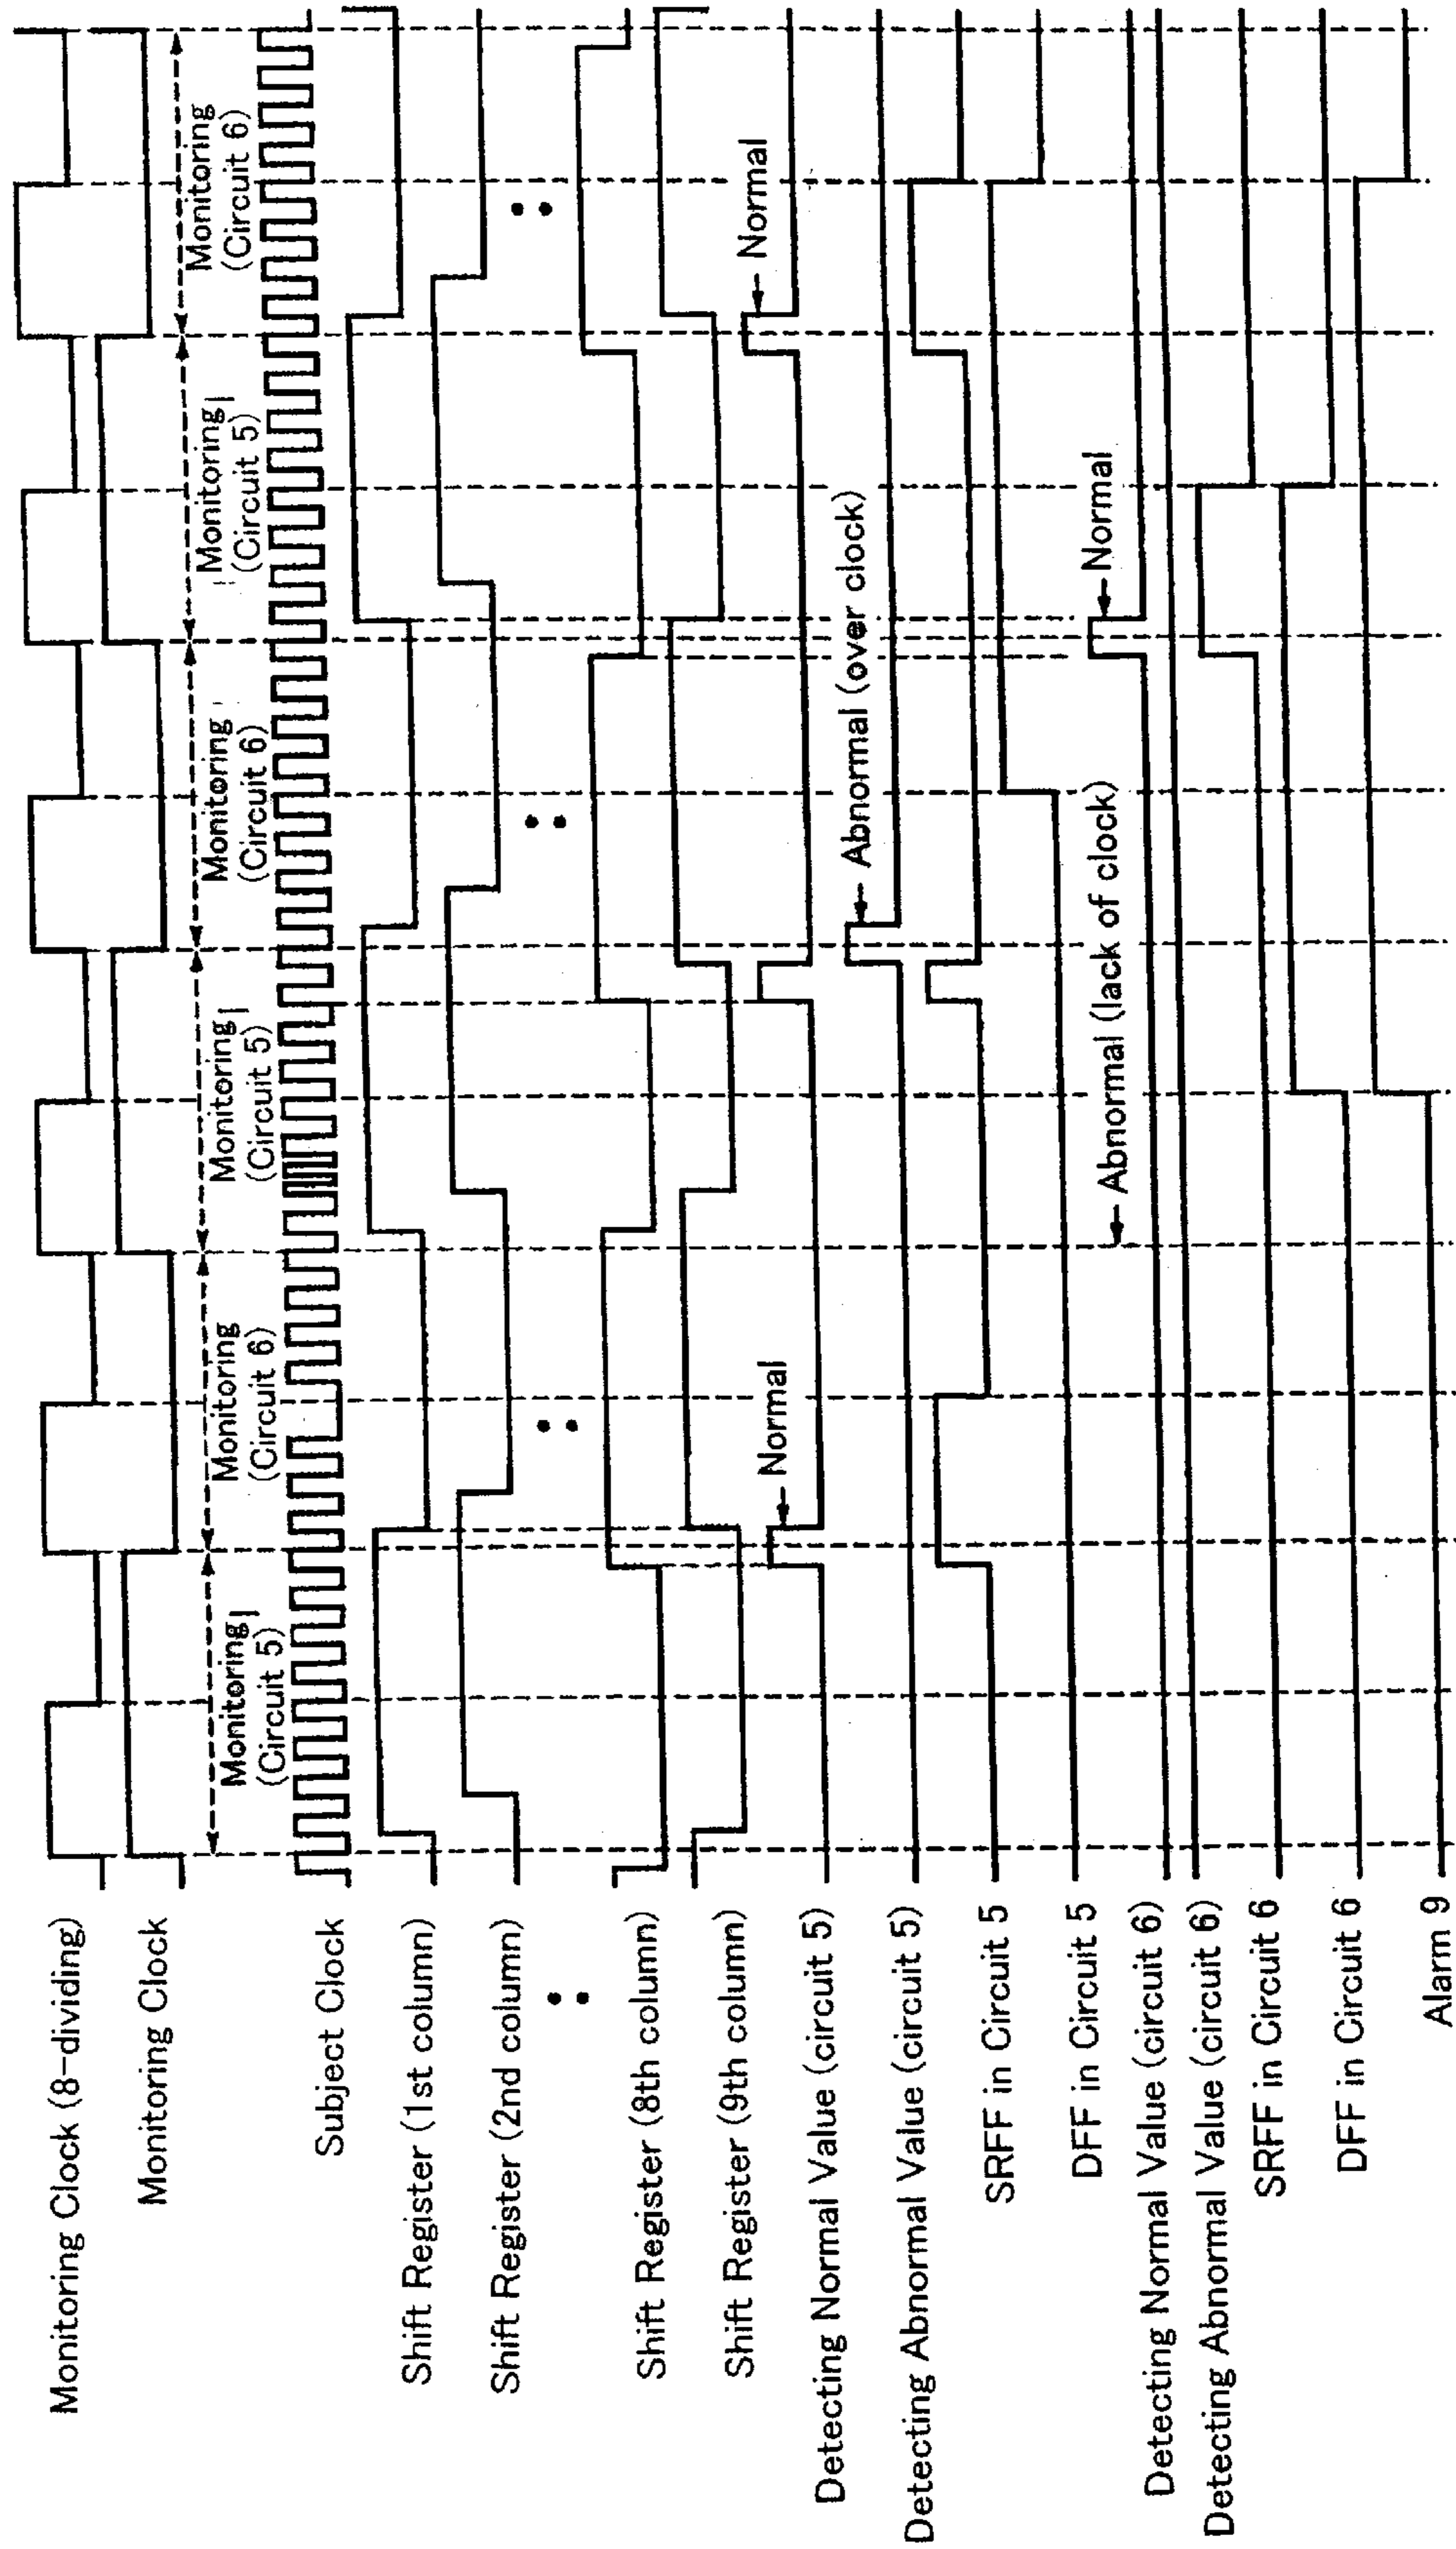 Monitoring Clock (8-dividing)
Monitoring Clock
Monitoring
(Circuit 5)
Monitoring
(Circuit 6)
Monitoring
(Circuit 5)
Monitoring
(Circuit 6)
Monitoring
(Circuit 5)
Monitoring
(Circuit 6)
Subject Clock
Shift Register (1st column)
Shift Register (2nd column)
Shift Register (8th column)
Shift Register (9th column)
Normal
Normal
Detecting Normal Value (circuit 5)
Abnormal (over clock)
Detecting Abnormal Value (circuit 5)
SRFF in Circuit 5
DFF in Circuit 5
Abnormal (lack of clock)
Normal
Detecting Normal Value (circuit 6)
Detecting Abnormal Value (circuit 6)
SRFF in Circuit 6
DFF in Circuit 6
Alarm 9